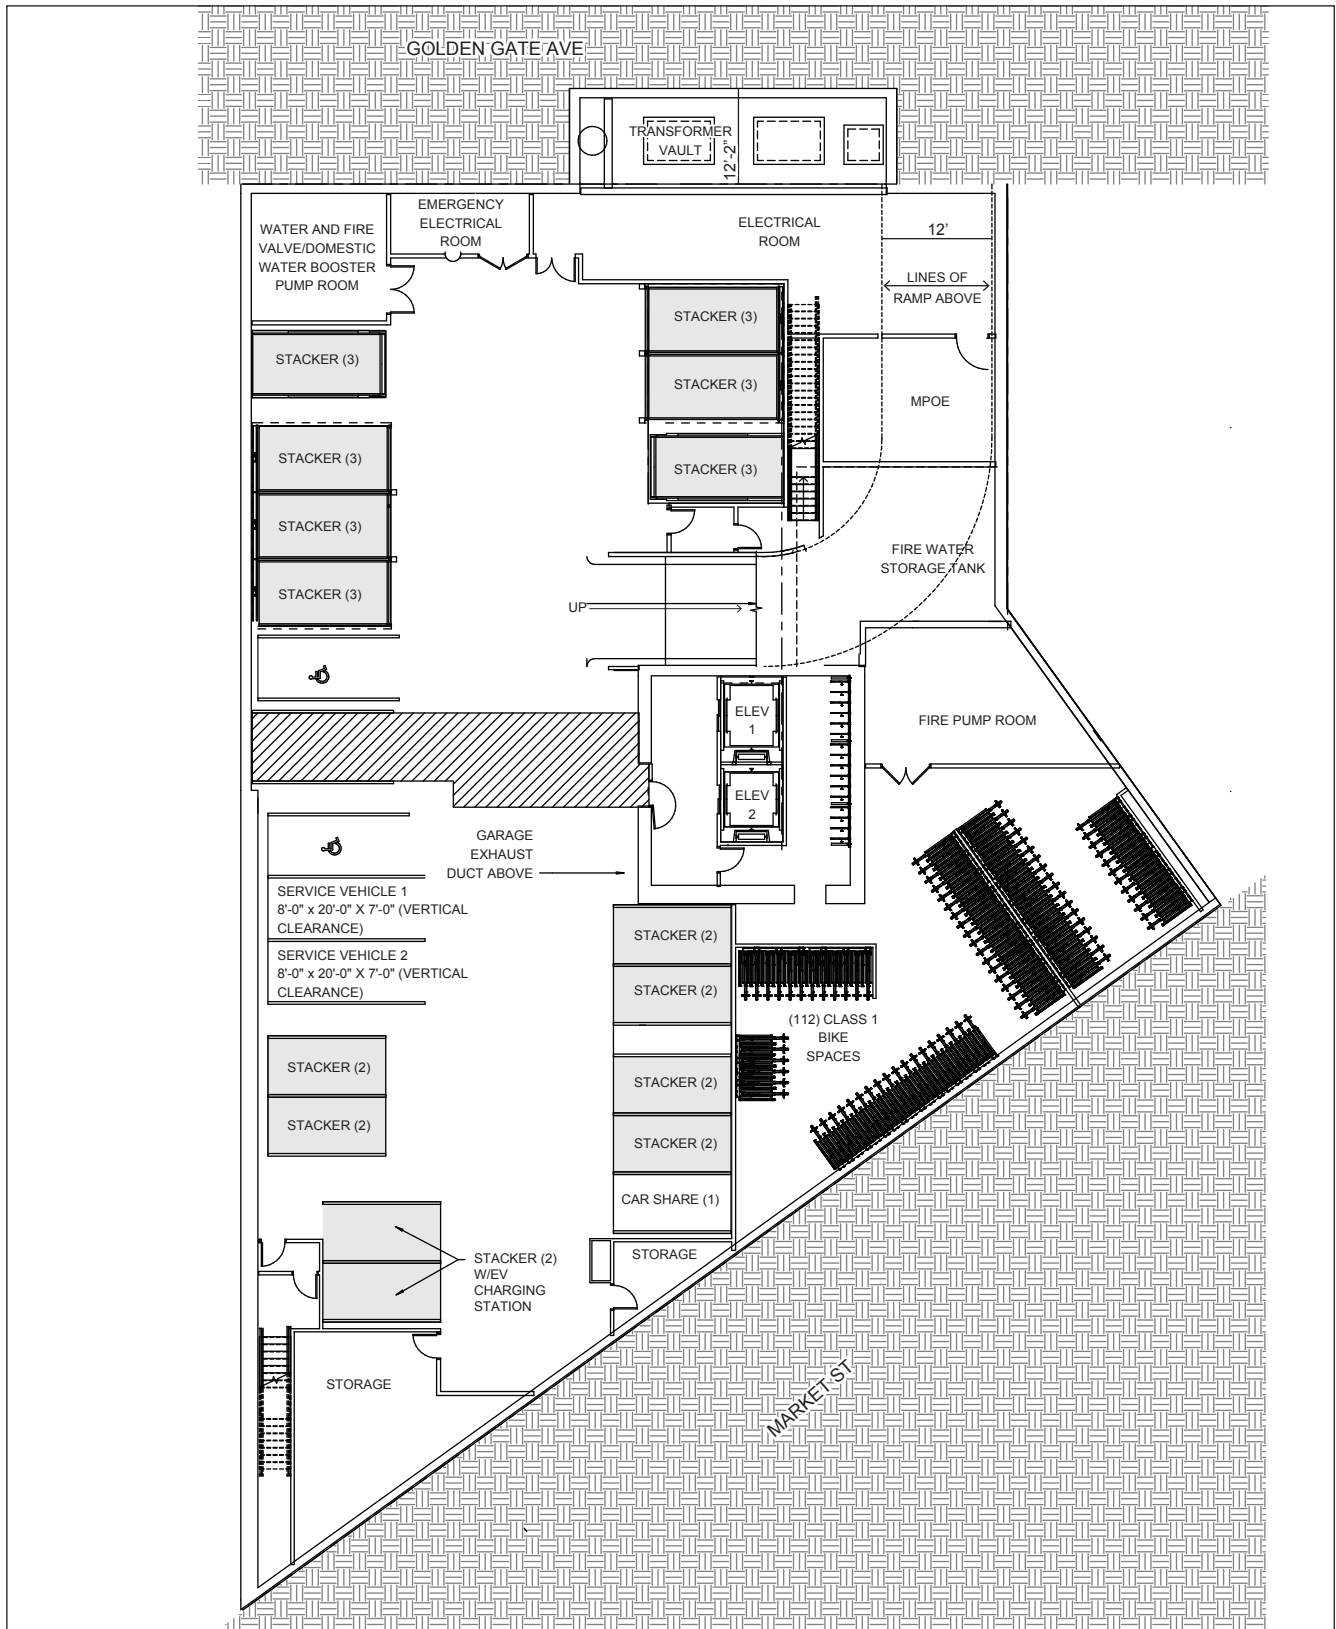 GOLDEN GATE AVE
TRANSFORMER
VAULT
12'-2"
WATER AND FIRE
VALVE/DOMESTIC
WATER BOOSTER
PUMP ROOM
EMERGENCY
ELECTRICAL
ROOM
ELECTRICAL
ROOM
12'
LINES OF
RAMP ABOVE
STACKER (3)
STACKER (3)
STACKER (3)
MPOE
STACKER (3)
STACKER (3)
STACKER (3)
STACKER (3)
FIRE WATER
STORAGE TANK
UP
ELEV
1
FIRE PUMP ROOM
ELEV
2
GARAGE
EXHAUST
DUCT ABOVE
SERVICE VEHICLE 1
8'-0" x 20'-0" X 7'-0" (VERTICAL
CLEARANCE)
SERVICE VEHICLE 2
8'-0" x 20'-0" X 7'-0" (VERTICAL
CLEARANCE)
STACKER (2)
STACKER (2)
(112) CLASS 1
BIKE
SPACES
STACKER (2)
STACKER (2)
STACKER (2)
STACKER (2)
CAR SHARE (1)
STACKER (2)
W/EV
CHARGING
STATION
STORAGE
STORAGE
MARKET ST